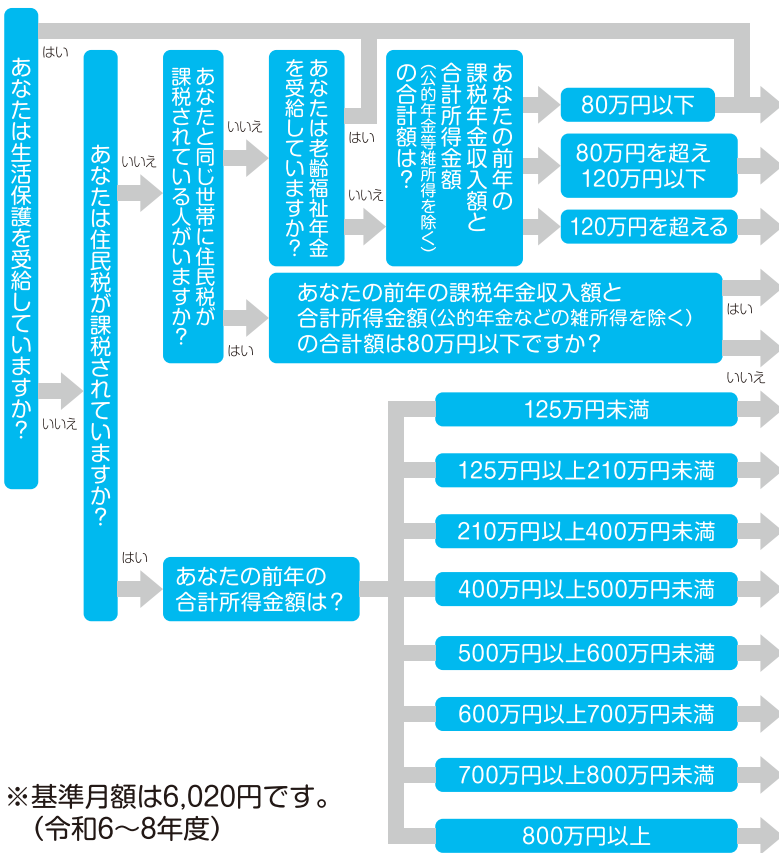 あなたは生活保護を受給していますか？
はい
いいえ
あなたは住民税が課税されていますか？
いいえ
はい
あなたと同じ世帯に住民税が
課税されている人がいますか？
いいえ
はい
あなたは老齢福祉年金
を受給していますか？
はい
いいえ
あなたの前年の
課税年金収入額と
合計所得金額
（公的年金等雑所得を除く）
の合計額は？
80万円以下
80万円を超え
120万円以下
120万円を超える
あなたの前年の課税年金収入額と
合計所得金額（公的年金などの雑所得を除く）
の合計額は80万円以下ですか？
はい
いいえ
あなたの前年の
合計所得金額は？
125万円未満
125万円以上210万円未満
210万円以上400万円未満
400万円以上500万円未満
500万円以上600万円未満
600万円以上700万円未満
700万円以上800万円未満
800万円以上
※基準月額は6,020円です。
（令和6〜8年度）